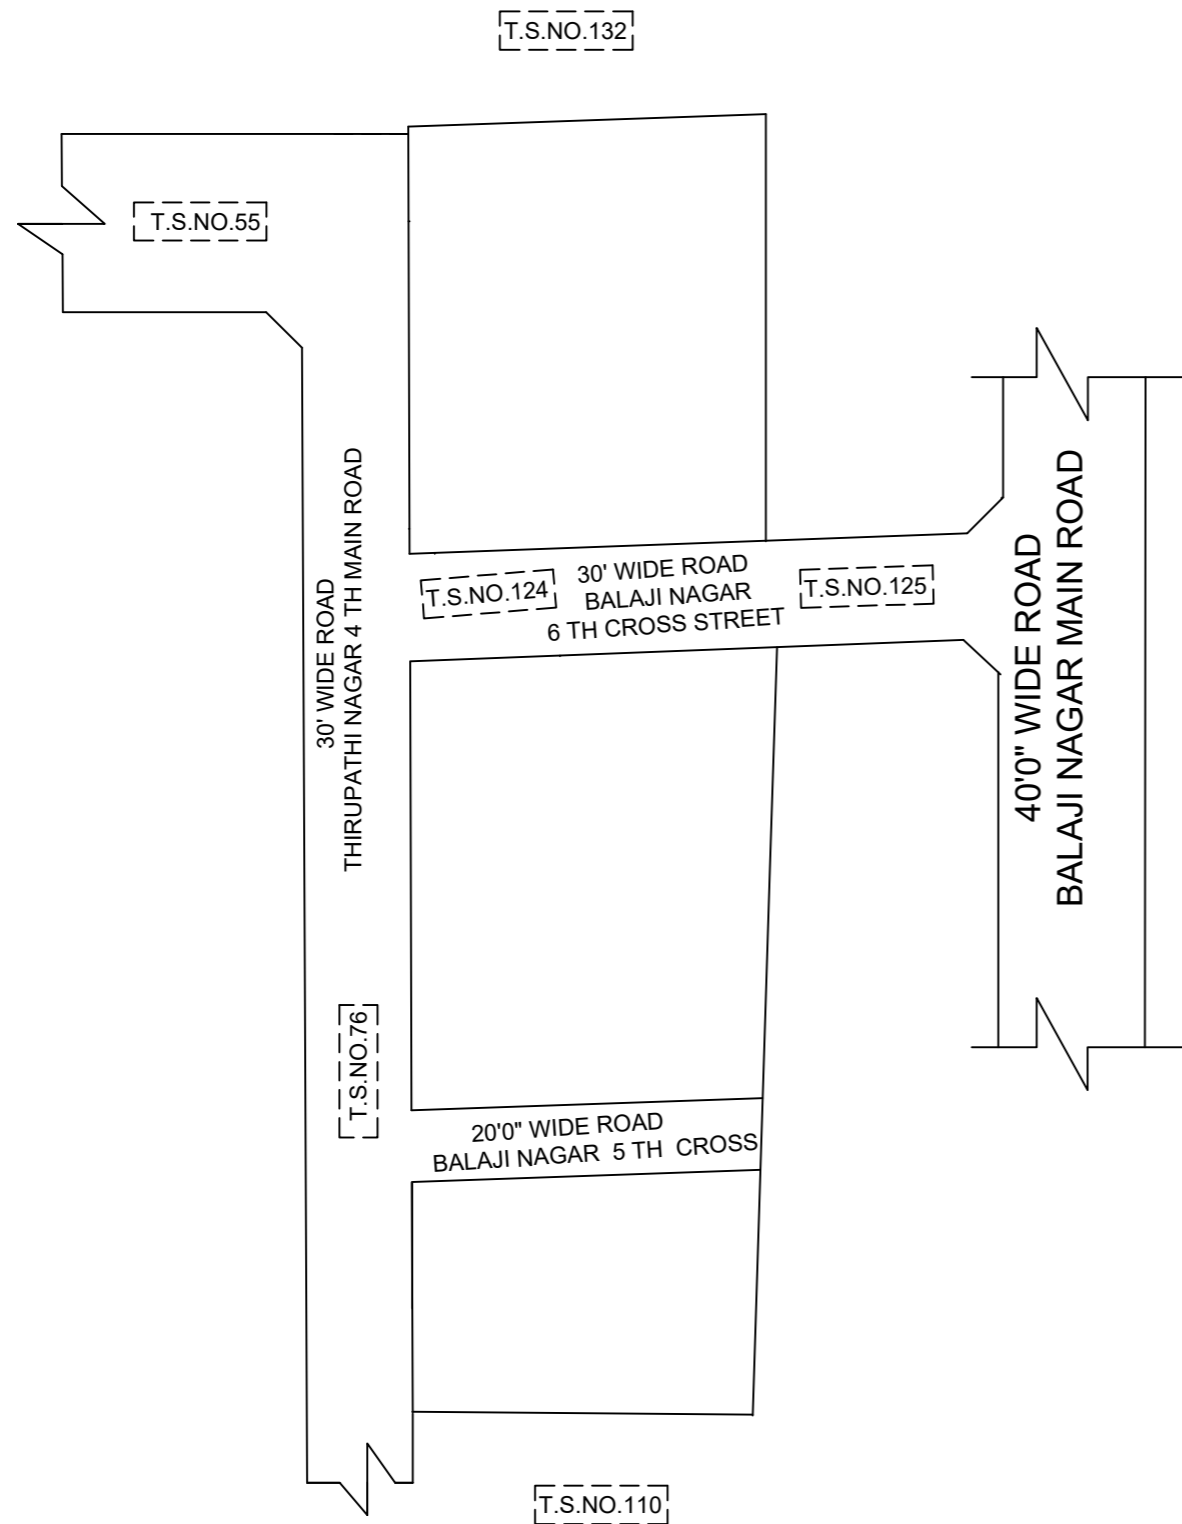 T.S.NO.132
T.S.NO.55
30' WIDE ROAD
THIRUPATHI NAGAR 4 TH MAIN ROAD
T.S.NO.124
30' WIDE ROAD
BALAJI NAGAR
6 TH CROSS STREET
T.S.NO.125
40'0" WIDE ROAD
BALAJI NAGAR MAIN ROAD
T.S.NO.76
20'0" WIDE ROAD
BALAJI NAGAR 5 TH CROSS
T.S.NO.110